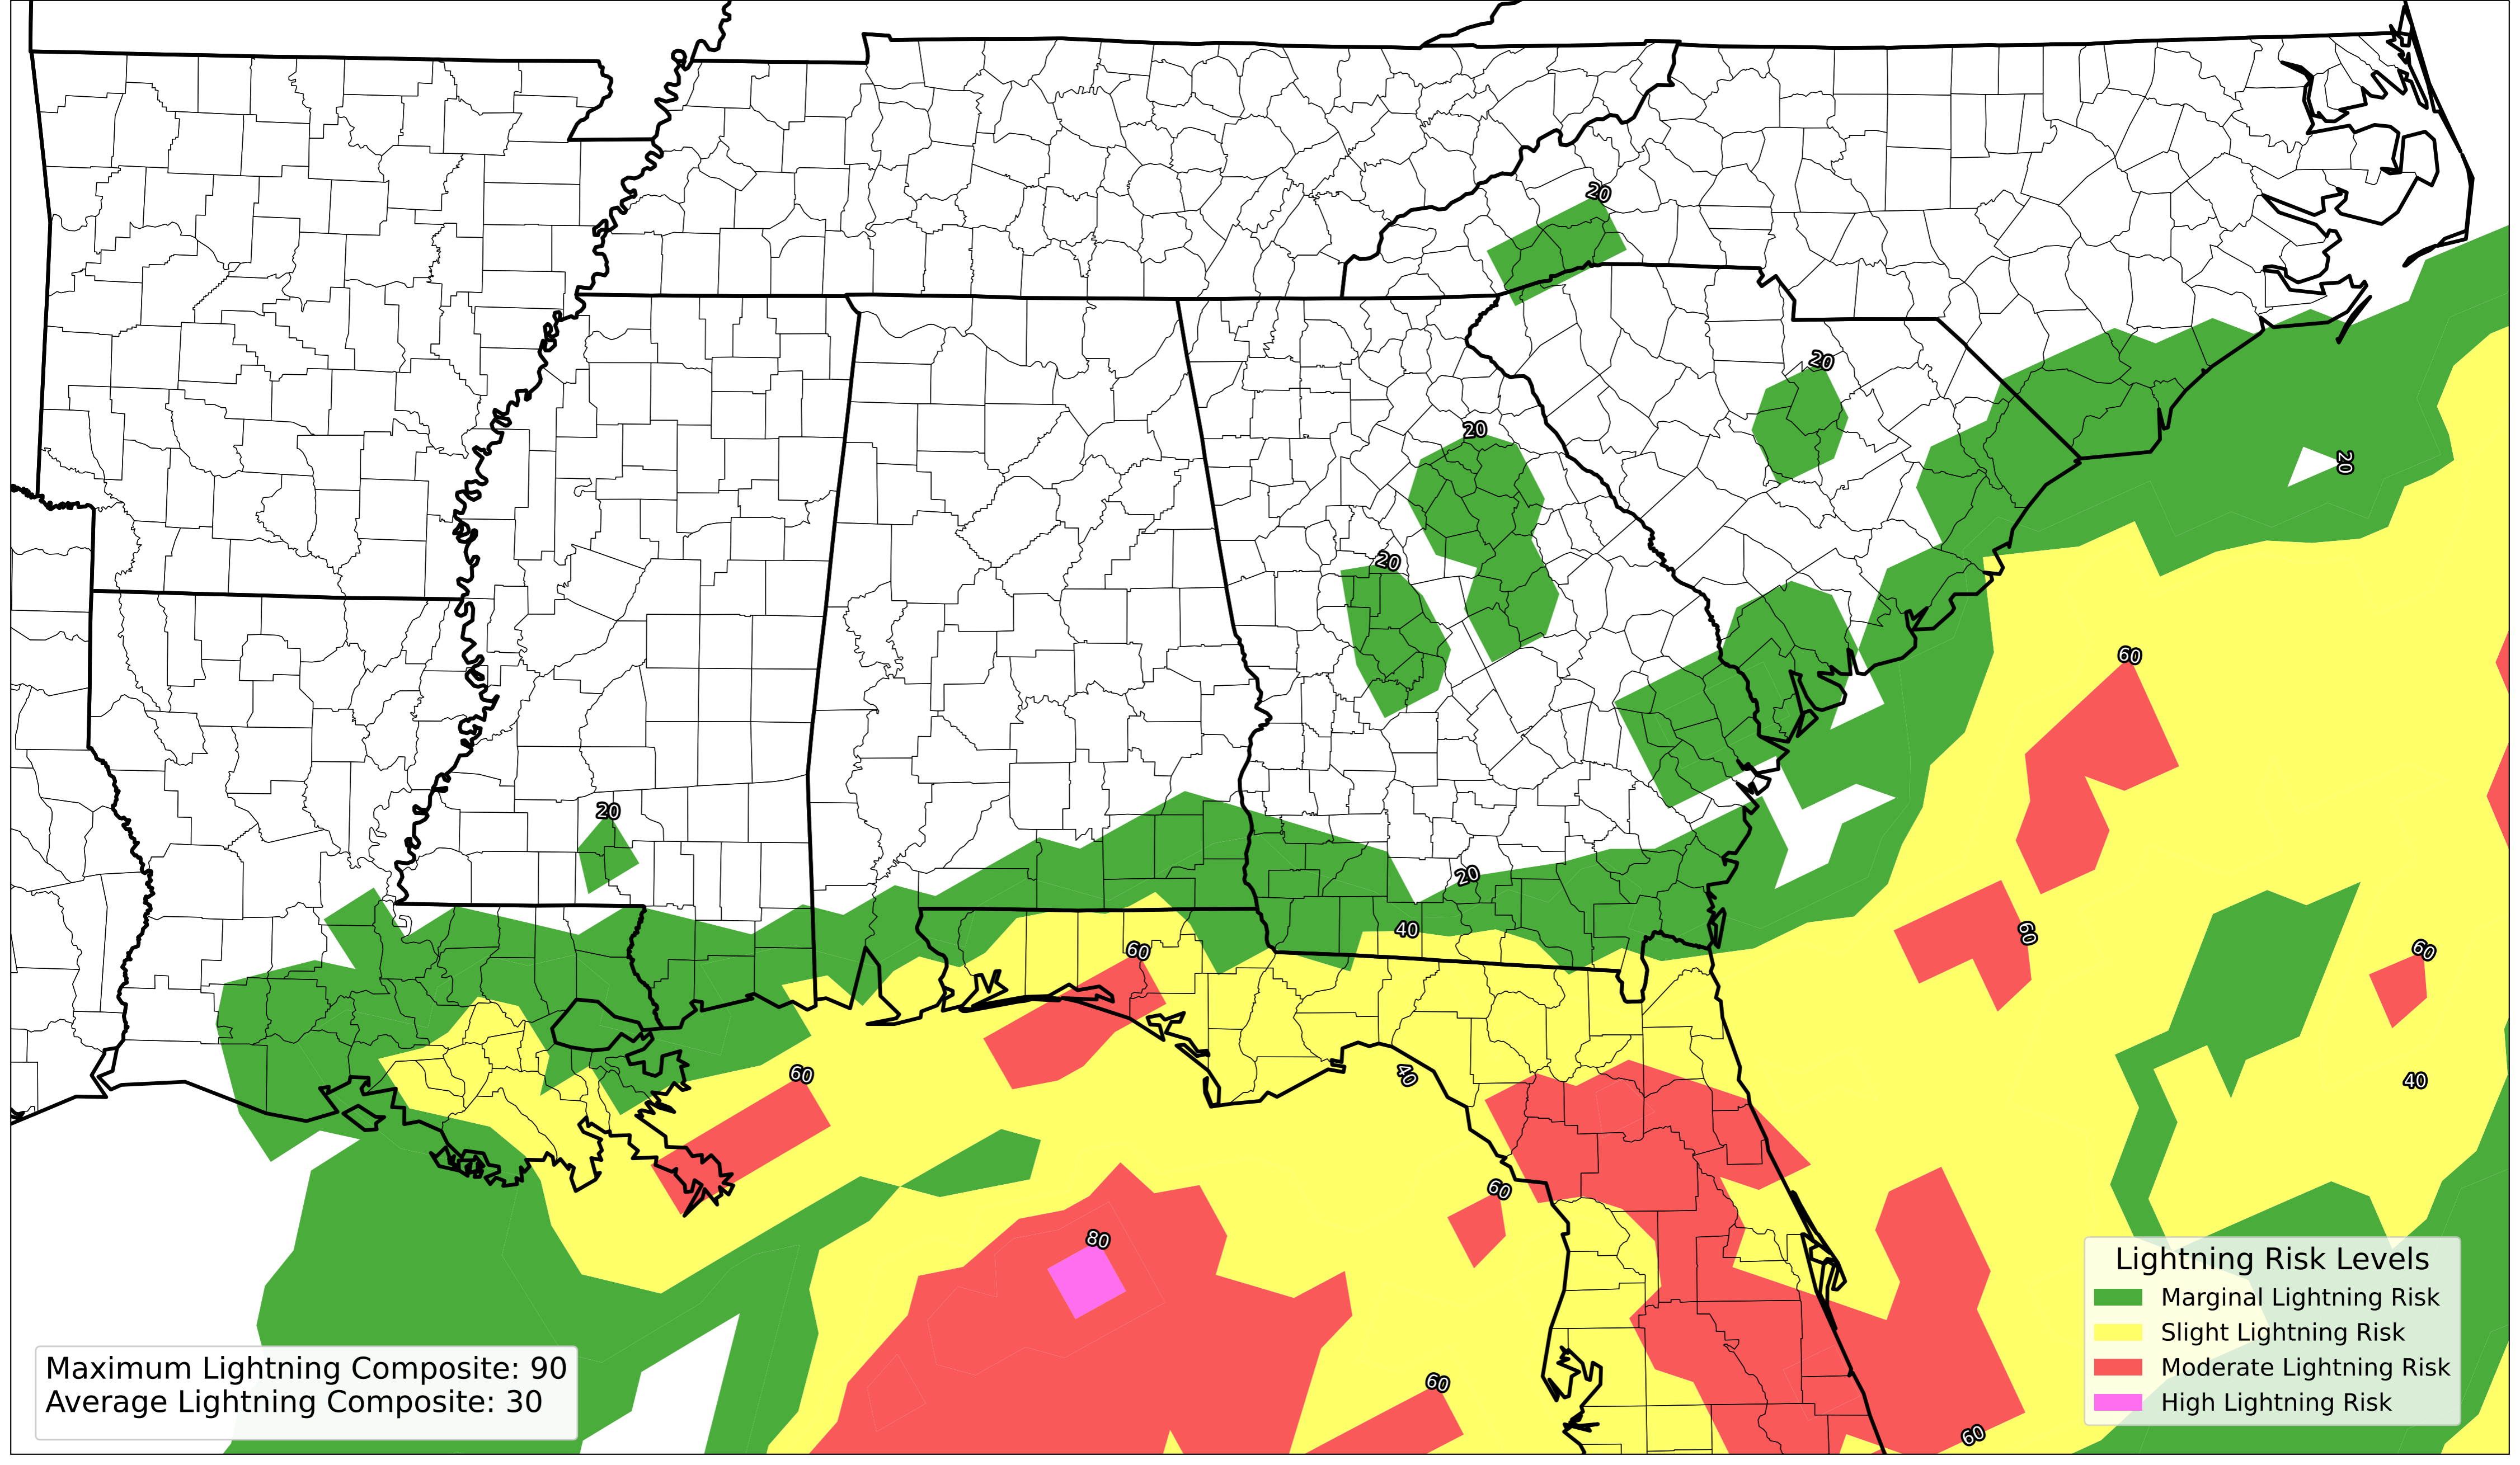 20
20
20
20
20
60
20
20
40
60
60
60
40
60
40
60
80
Lightning Risk Levels
Marginal Lightning Risk
Slight Lightning Risk
Moderate Lightning Risk
High Lightning Risk
Maximum Lightning Composite: 90
Average Lightning Composite: 30
60
60